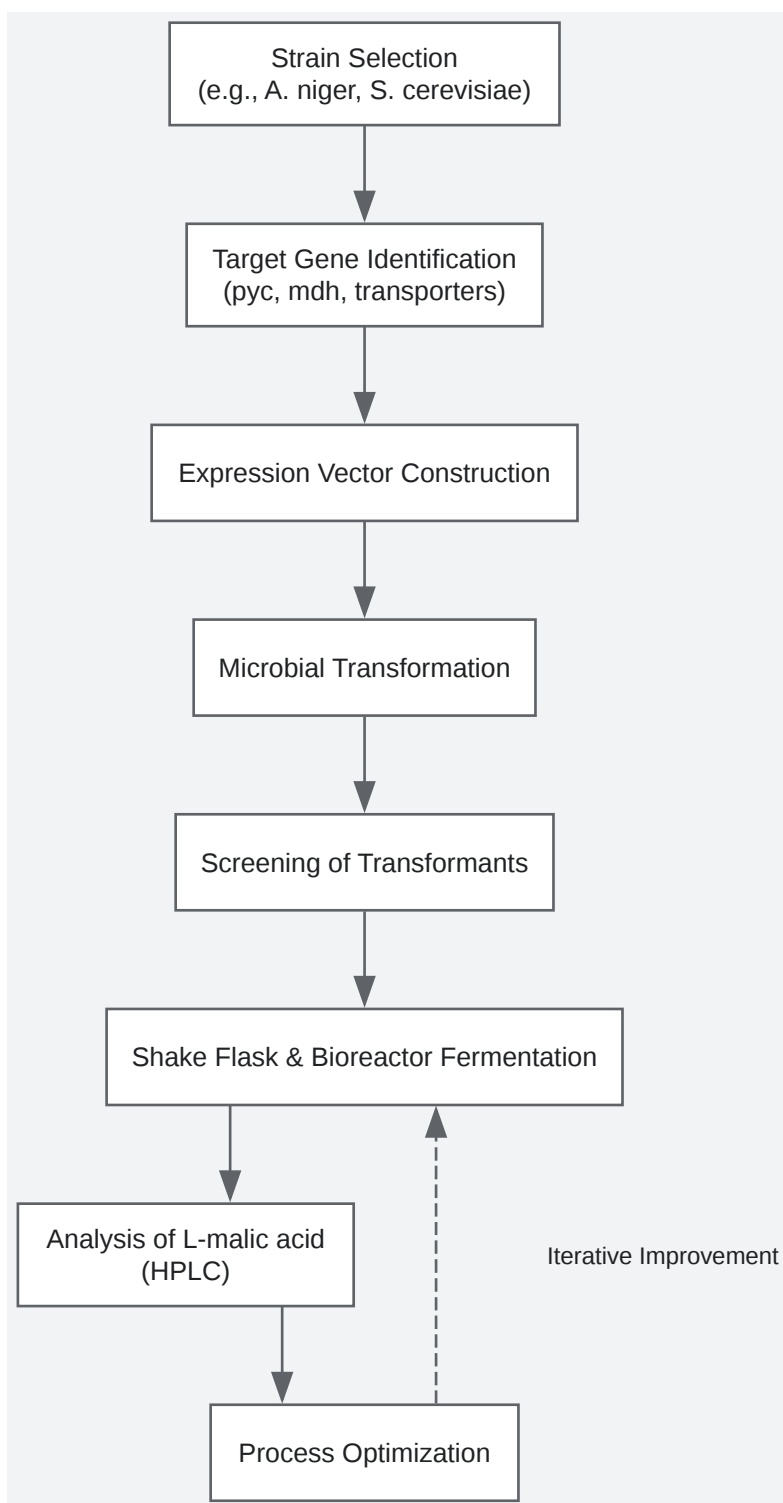 Strain Selection
(e.g., A. niger, S. cerevisiae)
Target Gene Identification
(pyc, mdh, transporters)
Expression Vector Construction
Microbial Transformation
Screening of Transformants
Shake Flask & Bioreactor Fermentation
Analysis of L-malic acid
(HPLC)
Iterative Improvement
Process Optimization